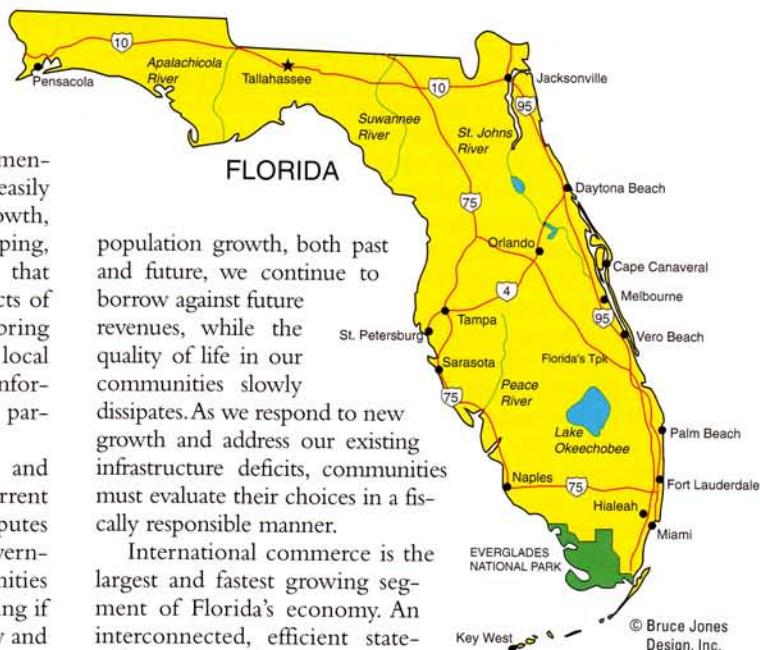 men-
easily
owth,
ping,
that
cts of
oring
local
nfor-
par-
and
rrent
putes
vern-
nities
ng if
y and
population growth, both past
and future, we continue to
borrow against future
revenues, while the
quality of life in our
communities slowly
dissipates. As we respond to new
growth and address our existing
infrastructure deficits, communities
must evaluate their choices in a fis-
cally responsible manner.
International commerce is the
largest and fastest growing seg-
ment of Florida's economy. An
interconnected, efficient state-
FLORIDA
10
Pensacola
Apalachicola
River
Tallahassee
10
Jacksonville
95
Suwannee
River
St. Johns
River
75
Daytona Beach
Orlando
Cape Canaveral
4
Melbourne
95
Tampa
Vero Beach
St. Petersburg
Florida's Tpk
Sarasota
75
Peace
River
Lake
Okeechobee
Palm Beach
Naples
75
Fort Lauderdale
Hialeah
Miami
EVERGLADES
NATIONAL PARK
Key West
© Bruce Jones
Design, Inc.